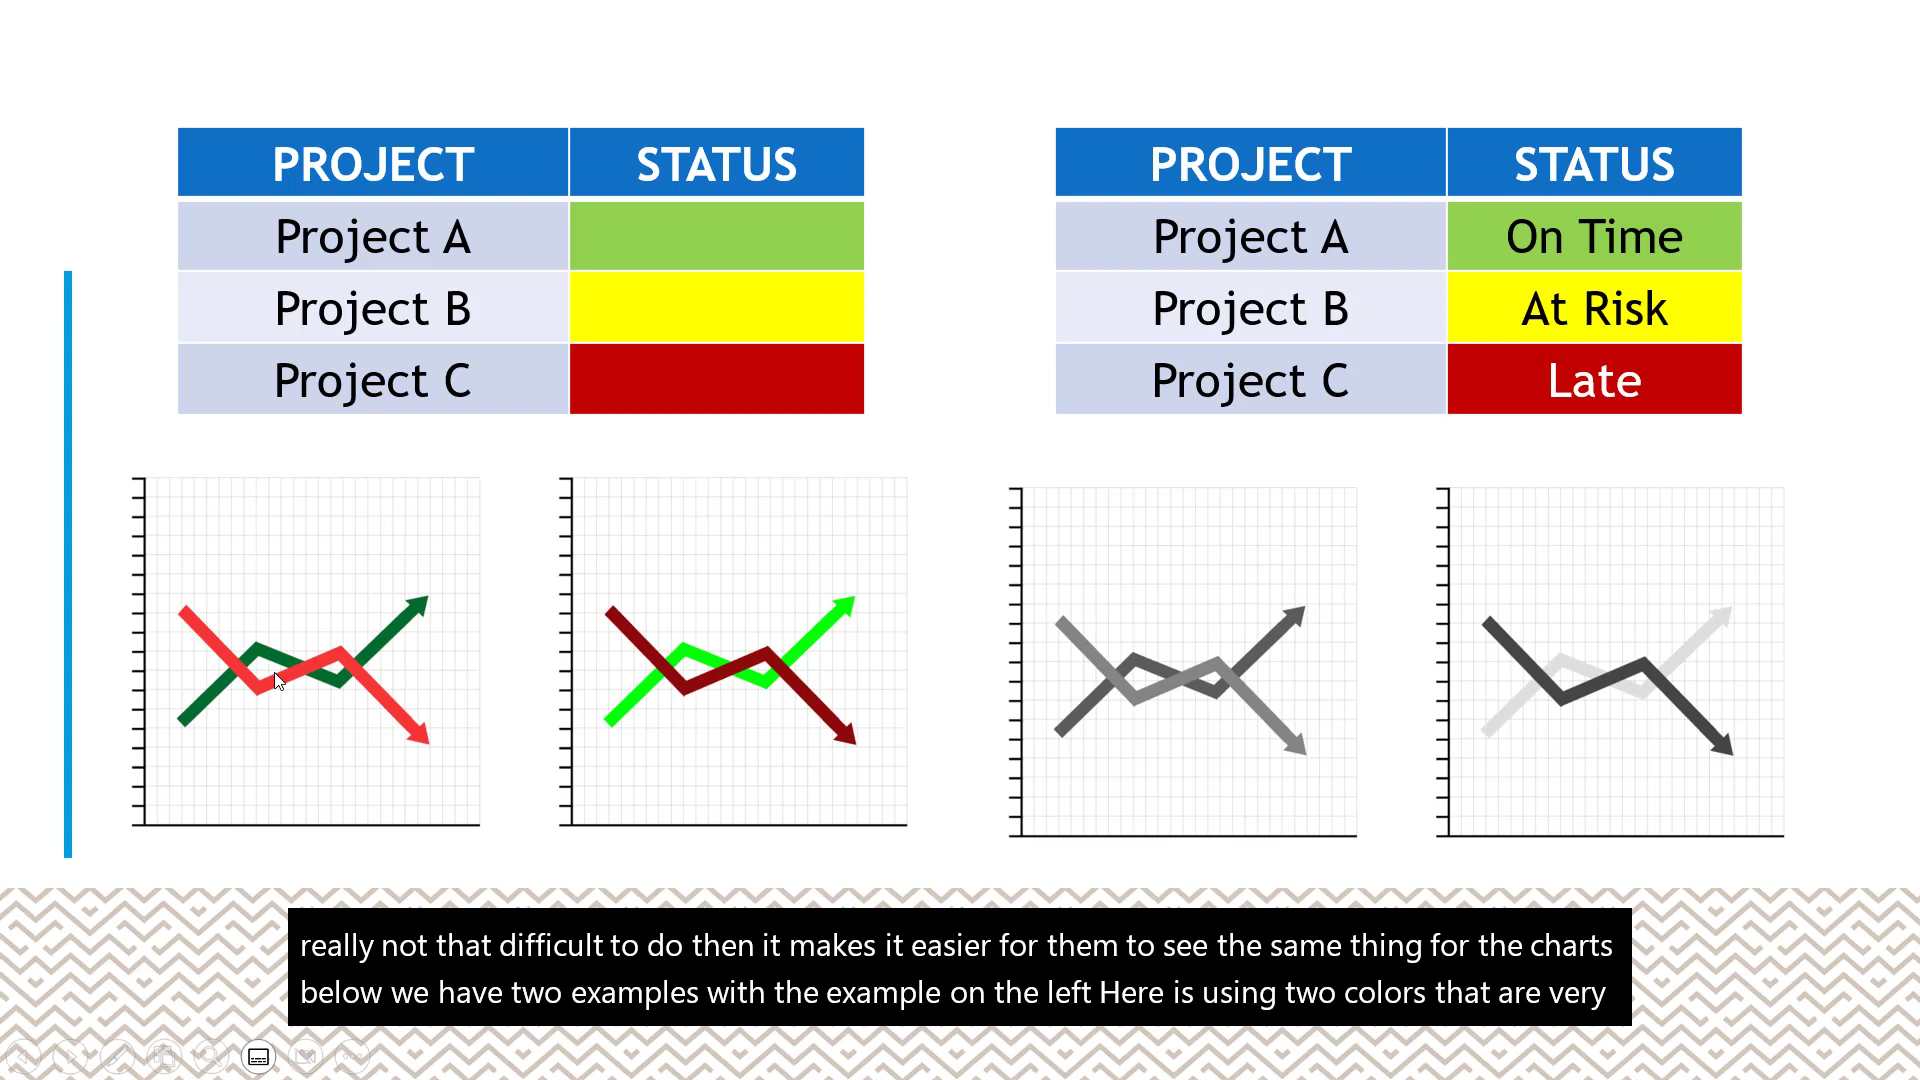 PROJECT STATUS
Project A
Project B
Project C
PROJECT STATUS
Project A On Time
Project B At Risk
Project C Late
really not that difficult to do then it makes it easier for them to see the same thing for the charts
below we have two examples with the example on the left Here is using two colors that are very